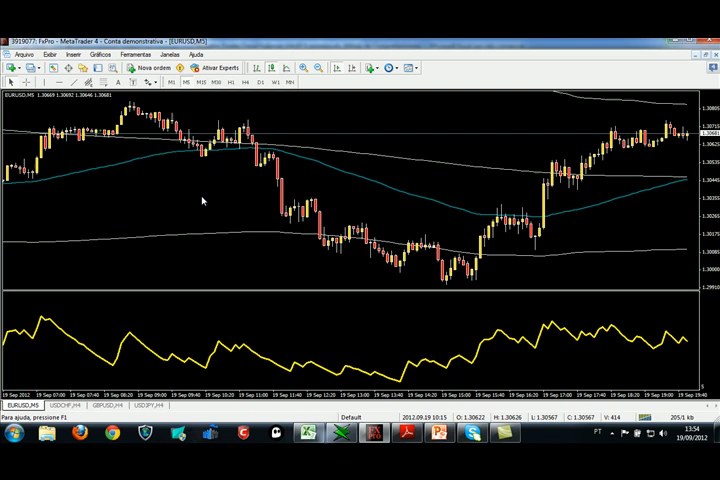 3919077: FxPro - MetaTrader 4 - Conta demonstrativa - [EURUSD,M5]
Arquivo Exibir Inserir Gráficos Ferramentas Janelas Ajuda
Nova ordem Ativar Experts
A T M1 M5 M15 M30 H1 H4 D1 W1 MN
EURUSD,M5 1.30669 1.30692 1.30646 1.30681
1.30805
1.30715
1.30681
1.30625
1.30535
1.30445
1.30355
1.30265
1.30175
1.30085
1.30000
1.29910
5
19 Sep 2012 19 Sep 07:00 19 Sep 07:40 19 Sep 08:20 19 Sep 09:00 19 Sep 09:40 19 Sep 10:20 19 Sep 11:00 19 Sep 11:40 19 Sep 12:20 19 Sep 13:00 19 Sep 13:40 19 Sep 14:20 19 Sep 15:00 19 Sep 15:40 19 Sep 16:20 19 Sep 17:00 19 Sep 17:40 19 Sep 18:20 19 Sep 19:00 19 Sep 19:40
EURUSD,M5 USDCHF,H4 GBPUSD,H4 USDJPY,H4
Para ajuda, pressione F1 Default 2012.09.19 10:15 O: 1.30622 H: 1.30626 L: 1.30567 C: 1.30567 V: 414 205/1 kb
PT 13:54
19/09/2012